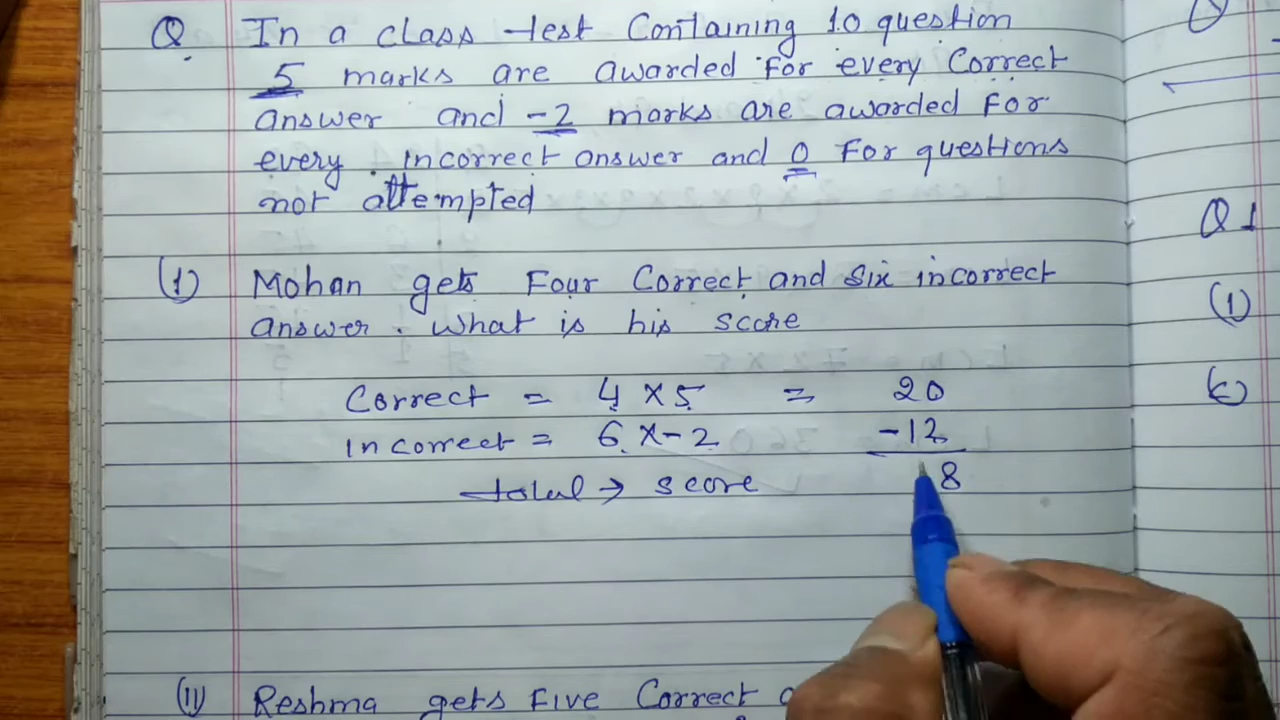 Q. In a class test Containing 10 question
5 marks are awarded For every Correct
answer and -2 marks are awarded For
every incorrect answer and 0 For questions
not attempted
(I) Mohan gets Four Correct and Six incorrect
answer. What is his score
Correct = 4 × 5 = 20
Incorrect = 6 × -2 -12
total → score 8
(II) Reshma gets Five Correct
Q 1
(I)